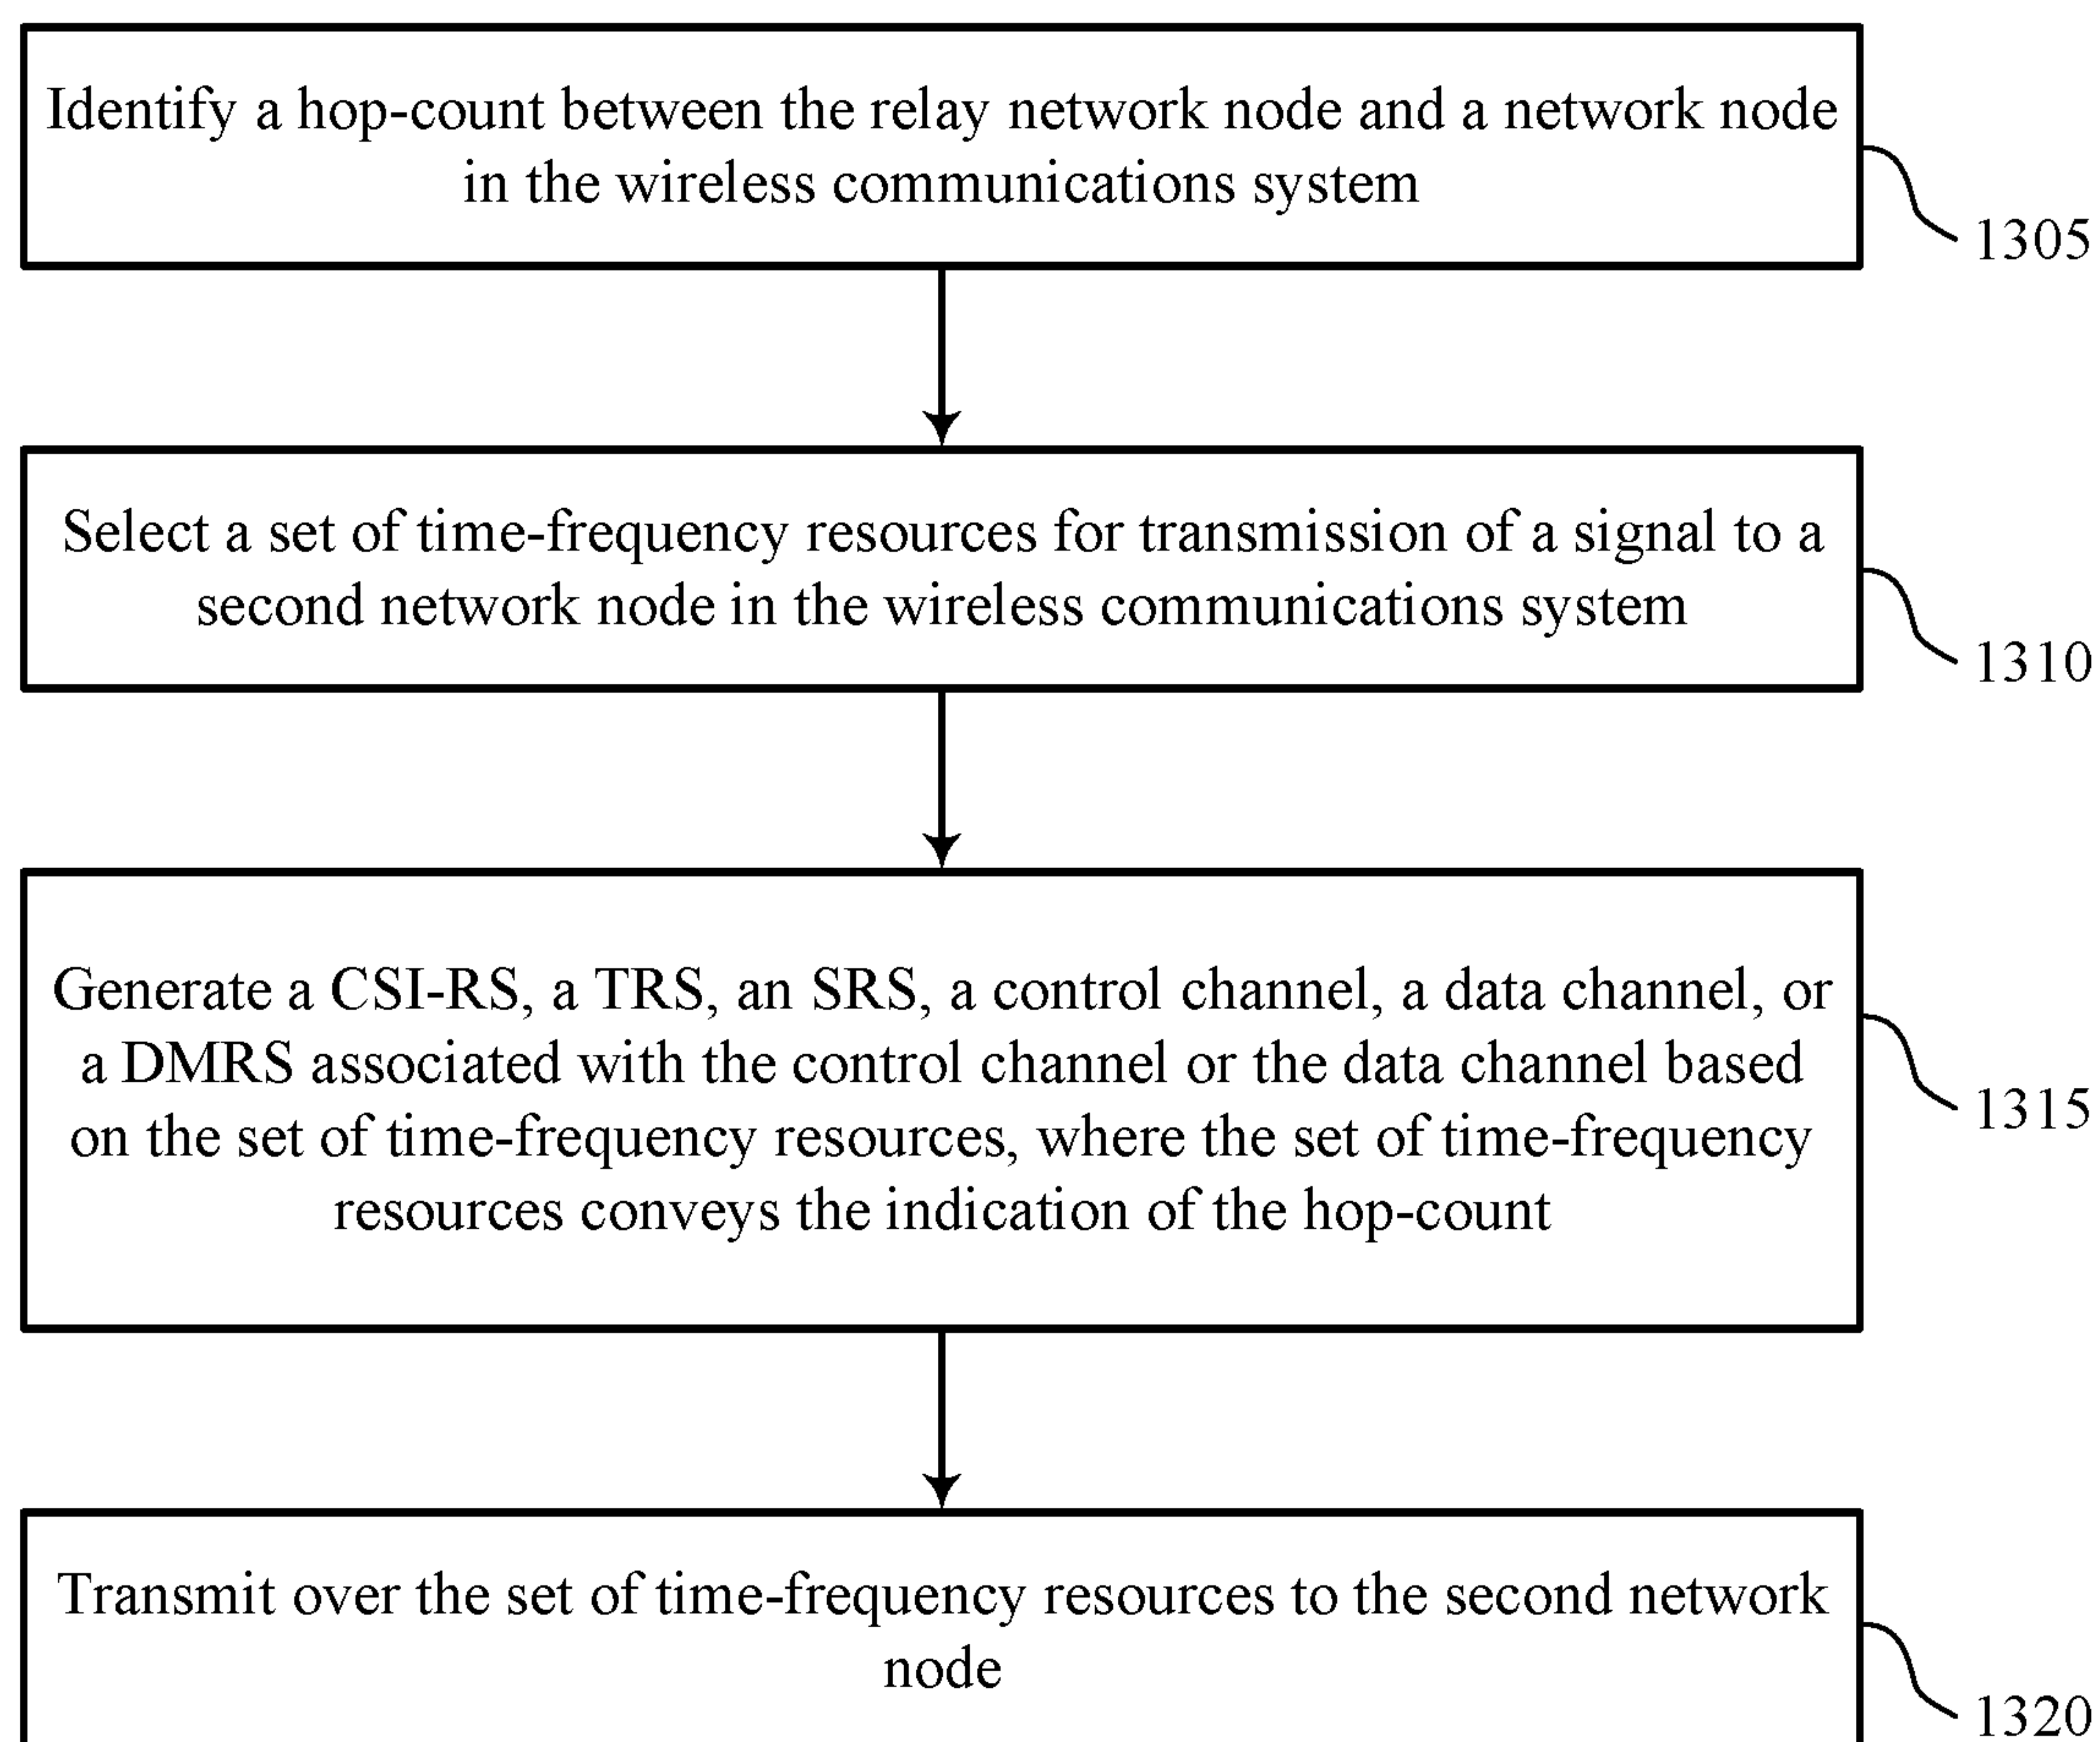 Identify a hop-count between the relay network node and a network node
in the wireless communications system
1305
Select a set of time-frequency resources for transmission of a signal to a
second network node in the wireless communications system
1310
Generate a CSI-RS, a TRS, an SRS, a control channel, a data channel, or
a DMRS associated with the control channel or the data channel based
on the set of time-frequency resources, where the set of time-frequency
resources conveys the indication of the hop-count
1315
Transmit over the set of time-frequency resources to the second network
node
1320